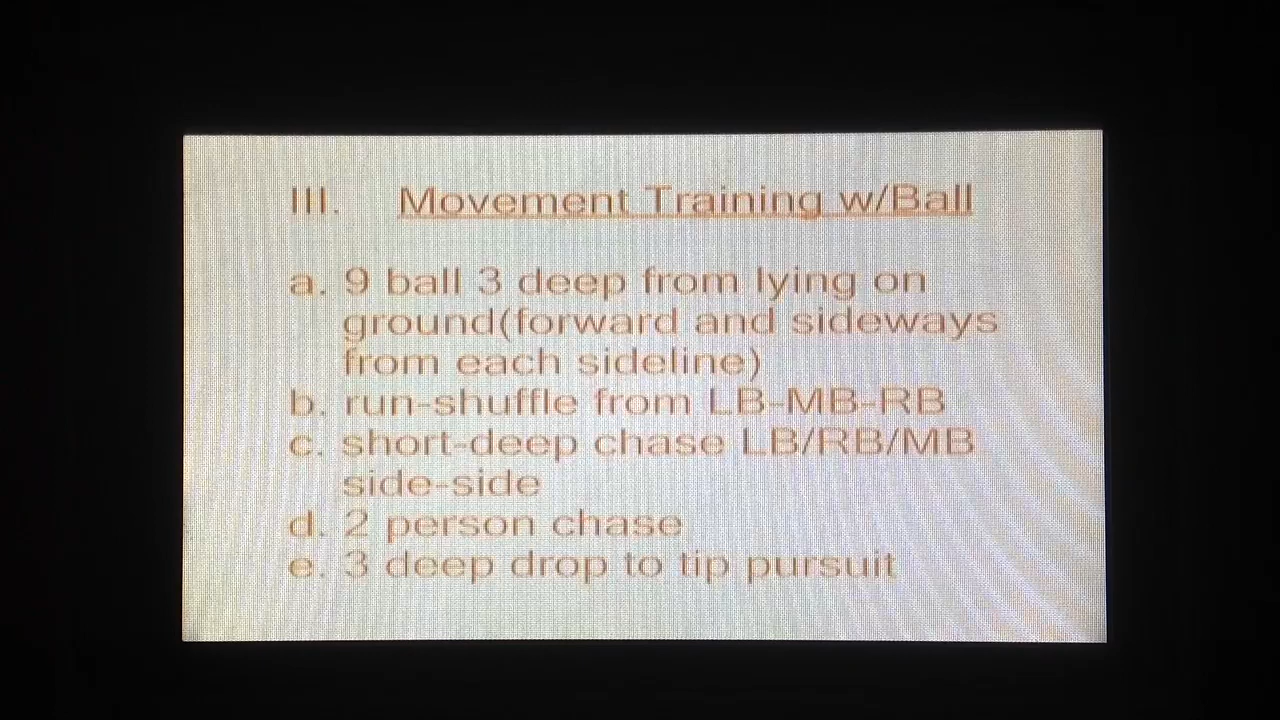 III. Movement Training w/Ball
a. 9 ball 3 deep from lying on
ground(forward and sideways
from each sideline)
b. run-shuffle from LB-MB-RB
c. short-deep chase LB/RB/MB
side-side
d. 2 person chase
e. 3 deep drop to tip pursuit